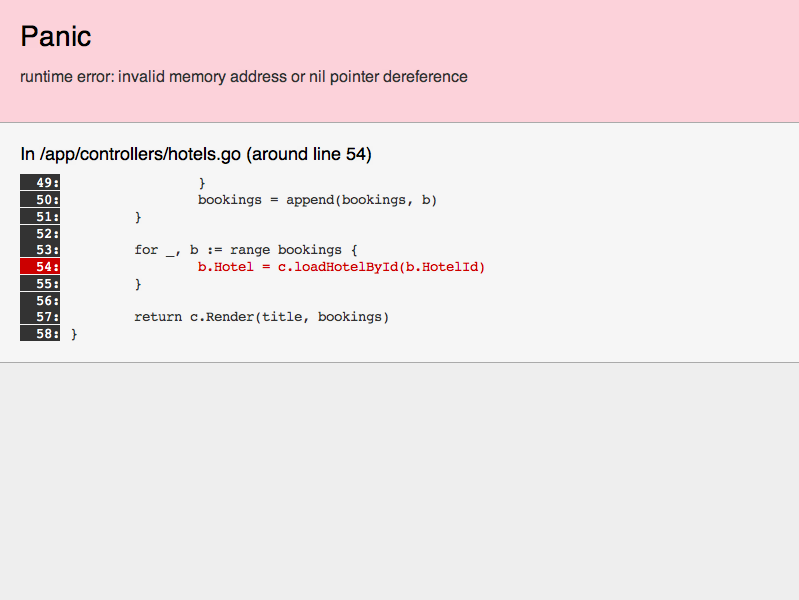 Panic
runtime error: invalid memory address or nil pointer dereference
In /app/controllers/hotels.go (around line 54)
49: }
50: bookings = append(bookings, b)
51: }
52:
53: for _, b := range bookings {
54: b.Hotel = c.loadHotelById(b.HotelId)
55: }
56:
57: return c.Render(title, bookings)
58: }